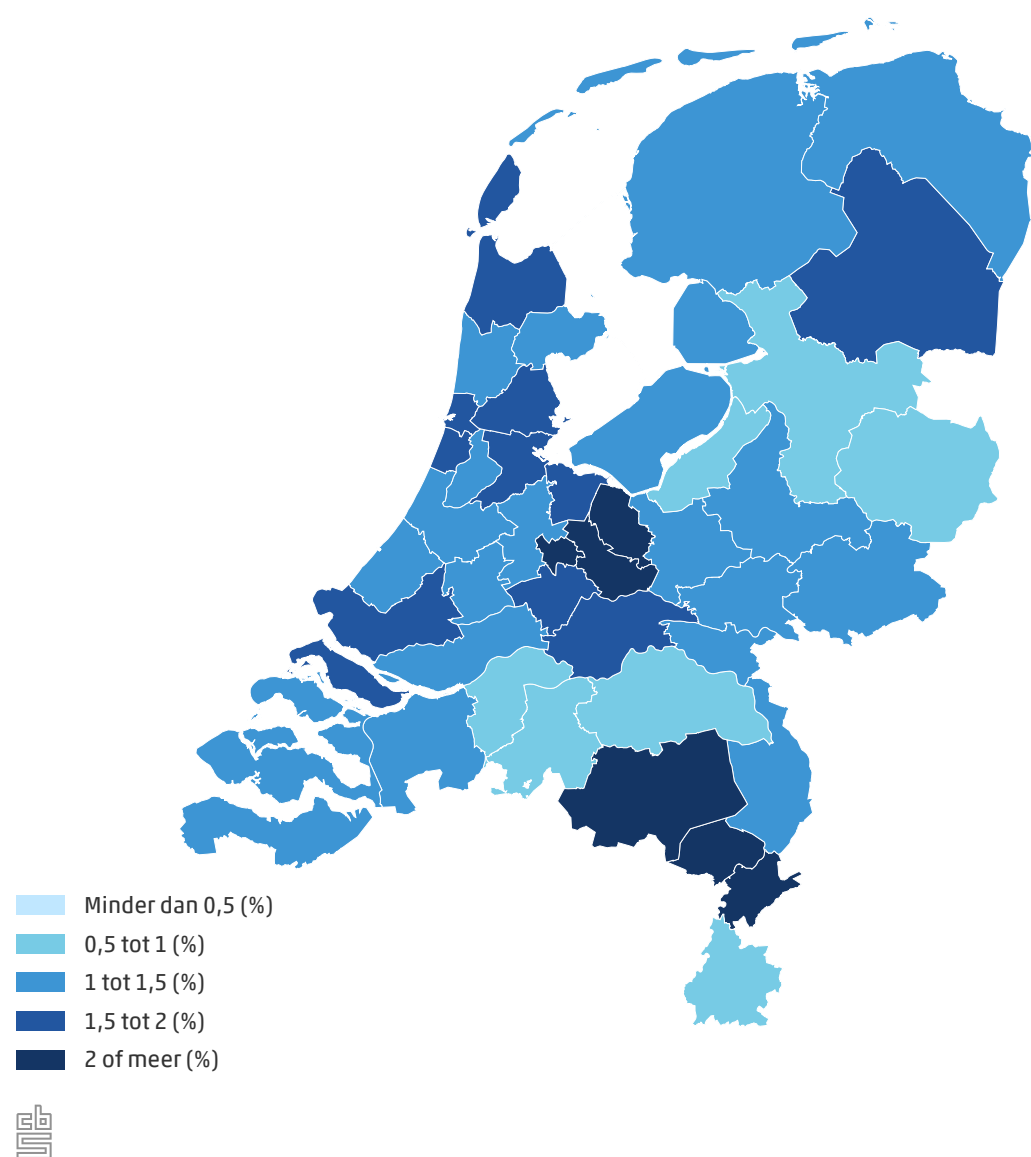 Minder dan 0,5 (%)
0,5 tot 1 (%)
1 tot 1,5 (%)
1,5 tot 2 (%)
2 of meer (%)
cb